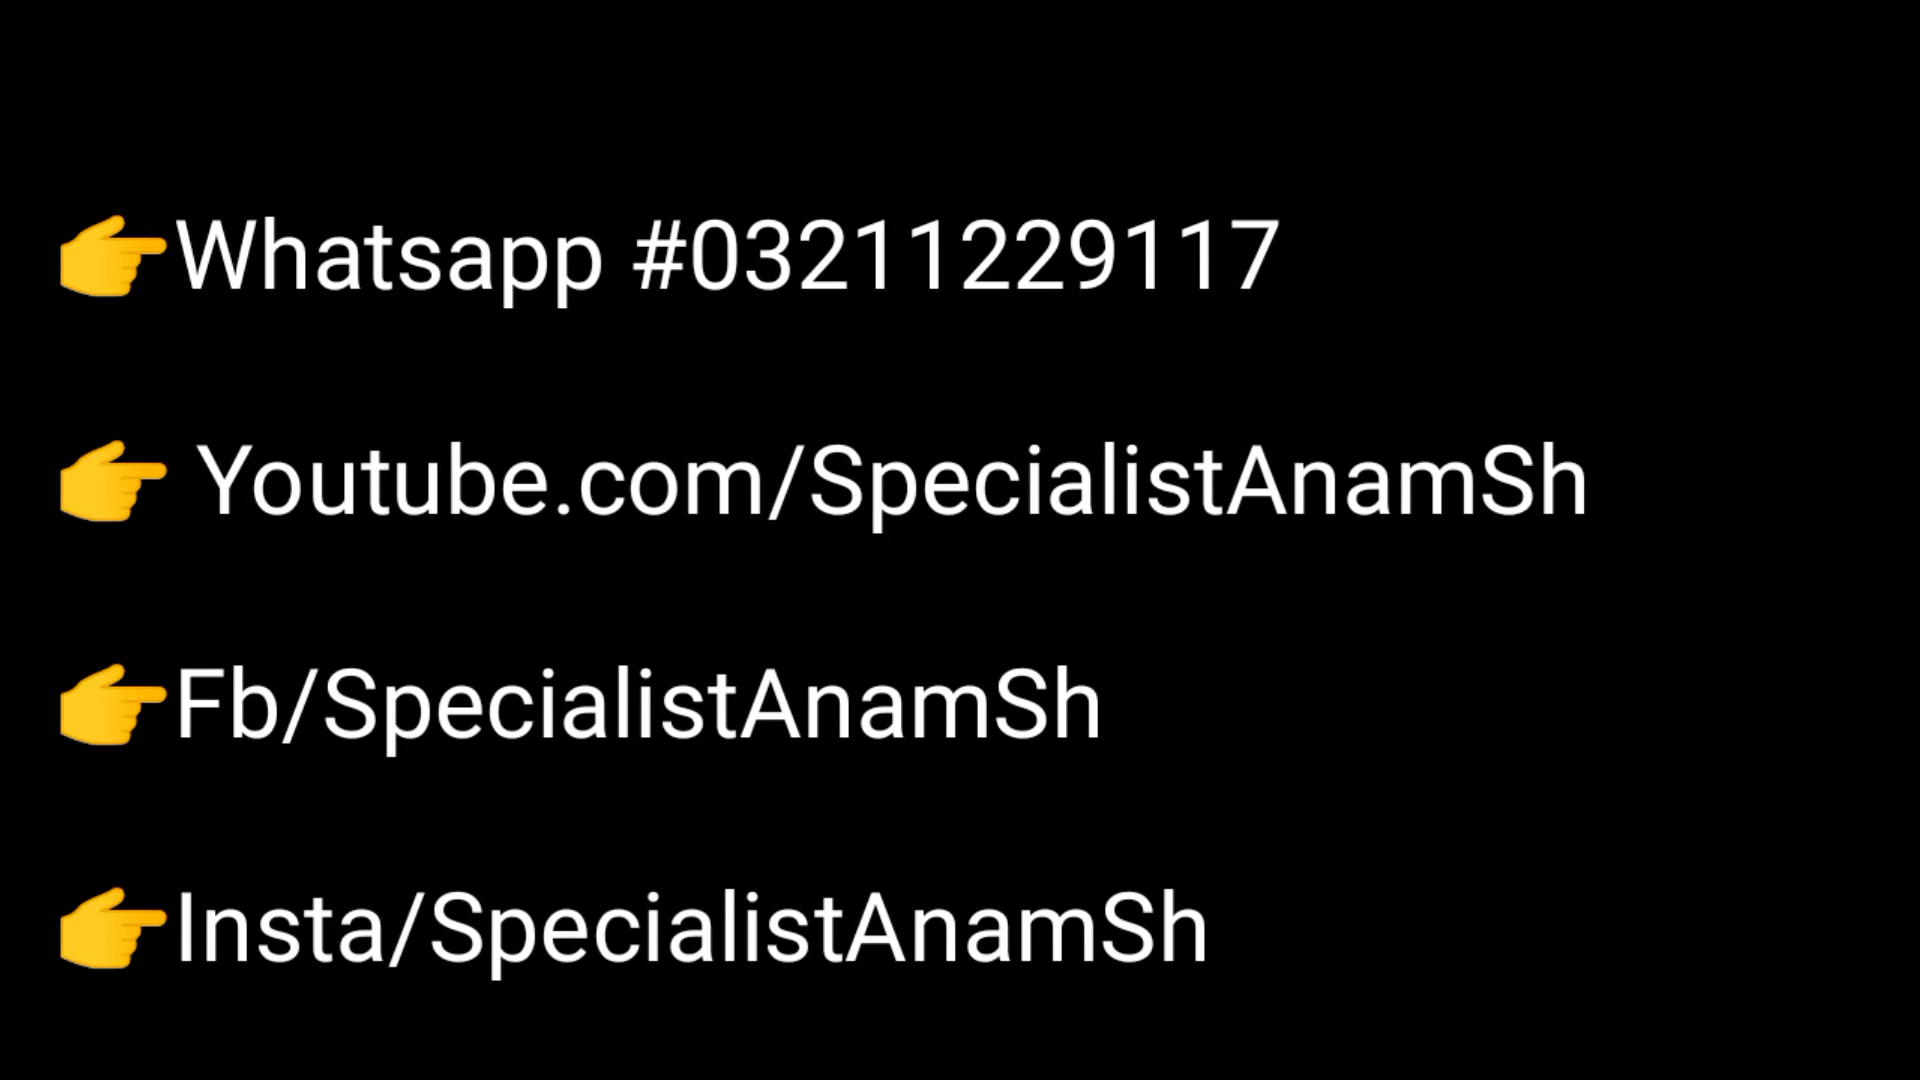 👉Whatsapp #03211229117
👉 Youtube.com/SpecialistAnamSh
👉Fb/SpecialistAnamSh
👉Insta/SpecialistAnamSh